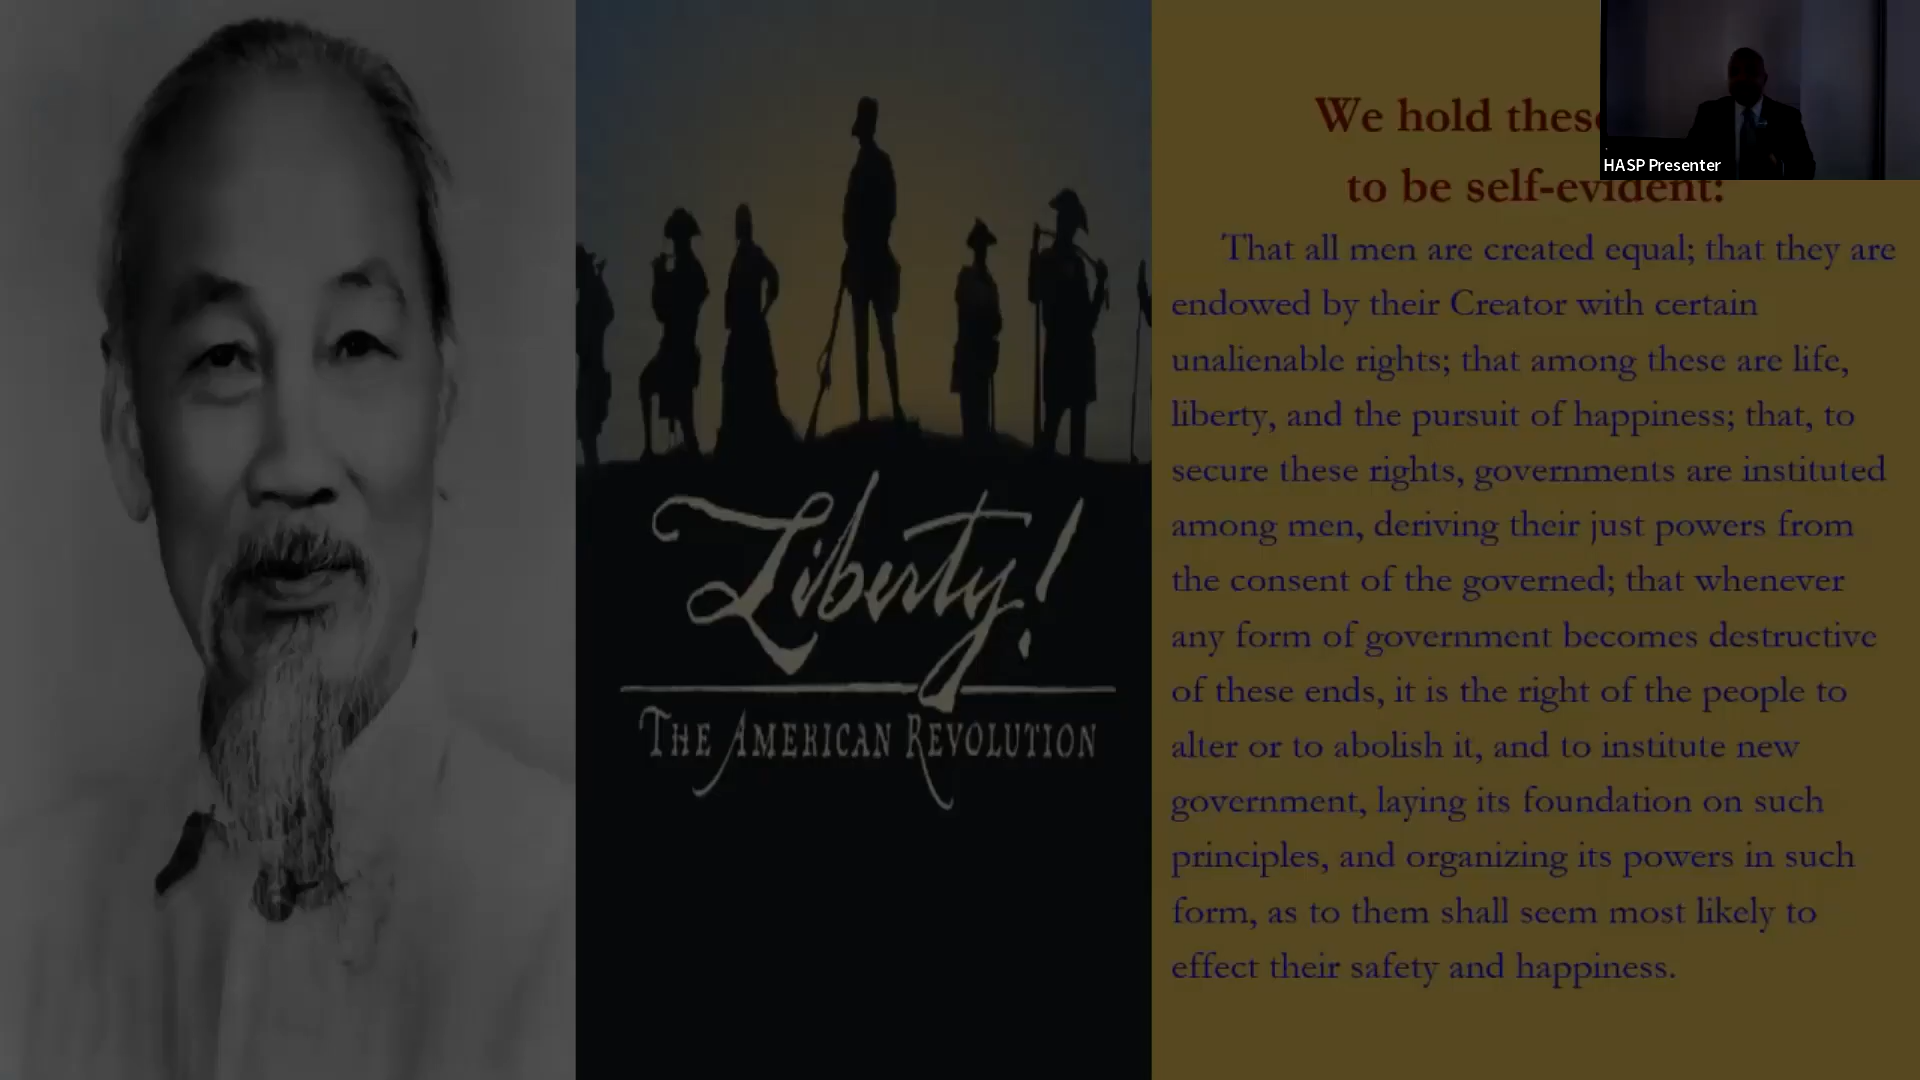 Liberty!
THE AMERICAN REVOLUTION
We hold these
to be self-evident:
That all men are created equal; that they are
endowed by their Creator with certain
unalienable rights; that among these are life,
liberty, and the pursuit of happiness; that, to
secure these rights, governments are instituted
among men, deriving their just powers from
the consent of the governed; that whenever
any form of government becomes destructive
of these ends, it is the right of the people to
alter or to abolish it, and to institute new
government, laying its foundation on such
principles, and organizing its powers in such
form, as to them shall seem most likely to
effect their safety and happiness.
HASP Presenter